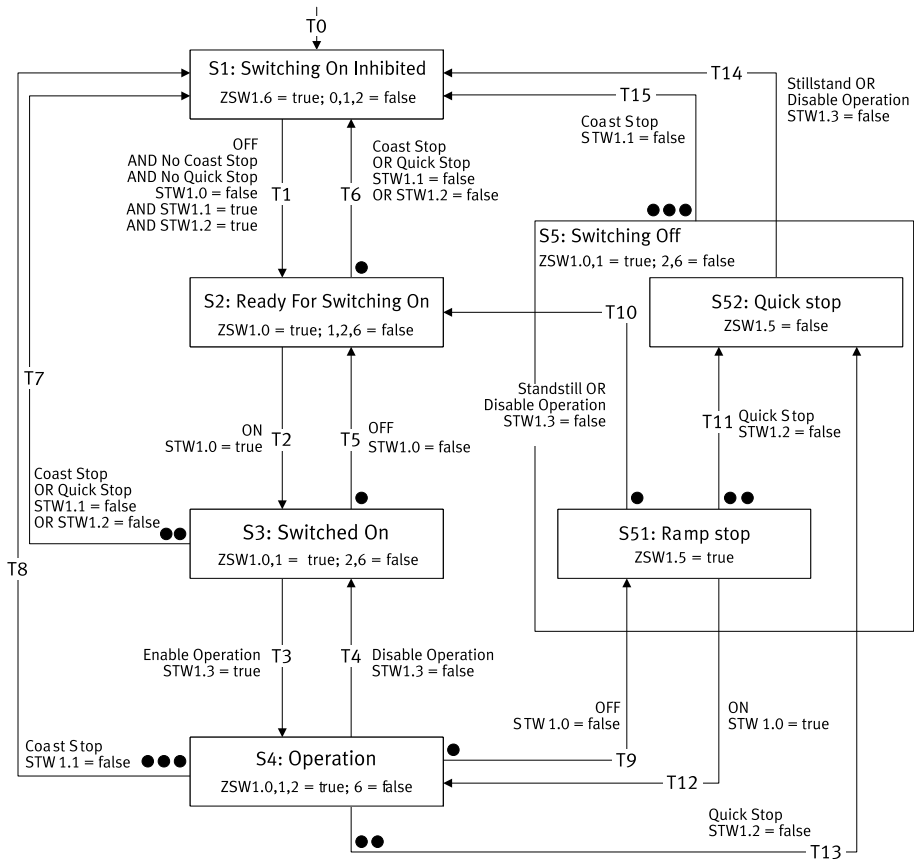 T0
S1: Switching On Inhibited
ZSW1.6 = true; 0,1,2 = false
T14
Stillstand OR
Disable Operation
STW1.3 = false
T15
Coast Stop
STW1.1 = false
OFF
AND No Coast Stop
AND No Quick Stop
STW1.0 = false
AND STW1.1 = true
AND STW1.2 = true
T1
T6
Coast Stop
OR Quick Stop
STW1.1 = false
OR STW1.2 = false
S5: Switching Off
ZSW1.0,1 = true; 2,6 = false
S2: Ready For Switching On
ZSW1.0 = true; 1,2,6 = false
T10
S52: Quick stop
ZSW1.5 = false
T7
Standstill OR
Disable Operation
STW1.3 = false
T11
Quick Stop
STW1.2 = false
ON
STW1.0 = true
T2
T5
OFF
STW1.0 = false
Coast Stop
OR Quick Stop
STW1.1 = false
OR STW1.2 = false
S3: Switched On
ZSW1.0,1 = true; 2,6 = false
S51: Ramp stop
ZSW1.5 = true
T8
Enable Operation
STW1.3 = true
T3
T4
Disable Operation
STW1.3 = false
OFF
STW 1.0 = false
ON
STW 1.0 = true
Coast Stop
STW 1.1 = false
S4: Operation
ZSW1.0,1,2 = true; 6 = false
T9
T12
Quick Stop
STW1.2 = false
T13